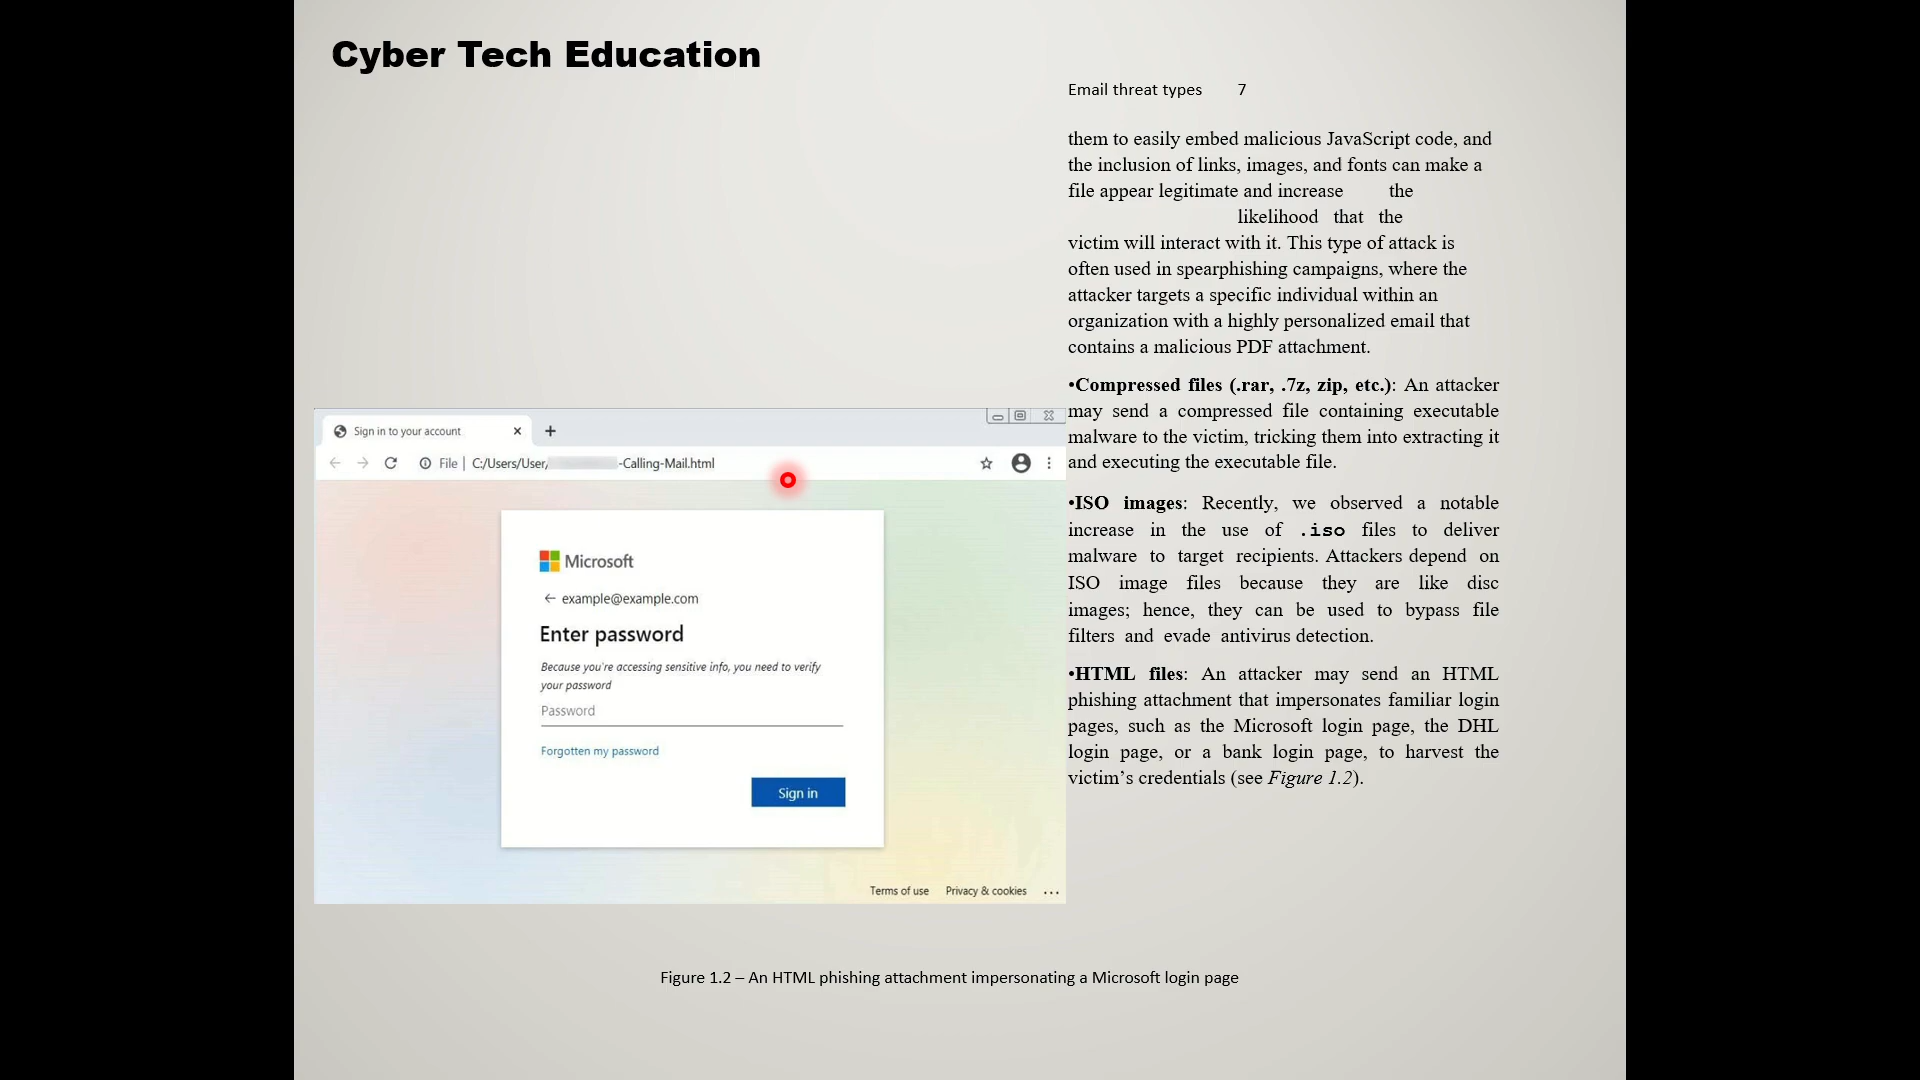 Cyber Tech Education
Email threat types 7
them to easily embed malicious JavaScript code, and
the inclusion of links, images, and fonts can make a
file appear legitimate and increase the
likelihood that the
victim will interact with it. This type of attack is
often used in spearphishing campaigns, where the
attacker targets a specific individual within an
organization with a highly personalized email that
contains a malicious PDF attachment.
•Compressed files (.rar, .7z, zip, etc.): An attacker
may send a compressed file containing executable
malware to the victim, tricking them into extracting it
and executing the executable file.
•ISO images: Recently, we observed a notable
increase in the use of .iso files to deliver
malware to target recipients. Attackers depend on
ISO image files because they are like disc
images; hence, they can be used to bypass file
filters and evade antivirus detection.
•HTML files: An attacker may send an HTML
phishing attachment that impersonates familiar login
pages, such as the Microsoft login page, the DHL
login page, or a bank login page, to harvest the
victim’s credentials (see Figure 1.2).
Sign in to your account
File | C:/Users/User/ -Calling-Mail.html
Microsoft
← example@example.com
Enter password
Because you're accessing sensitive info, you need to verify
your password
Password
Forgotten my password
Sign in
Terms of use Privacy & cookies ...
Figure 1.2 – An HTML phishing attachment impersonating a Microsoft login page